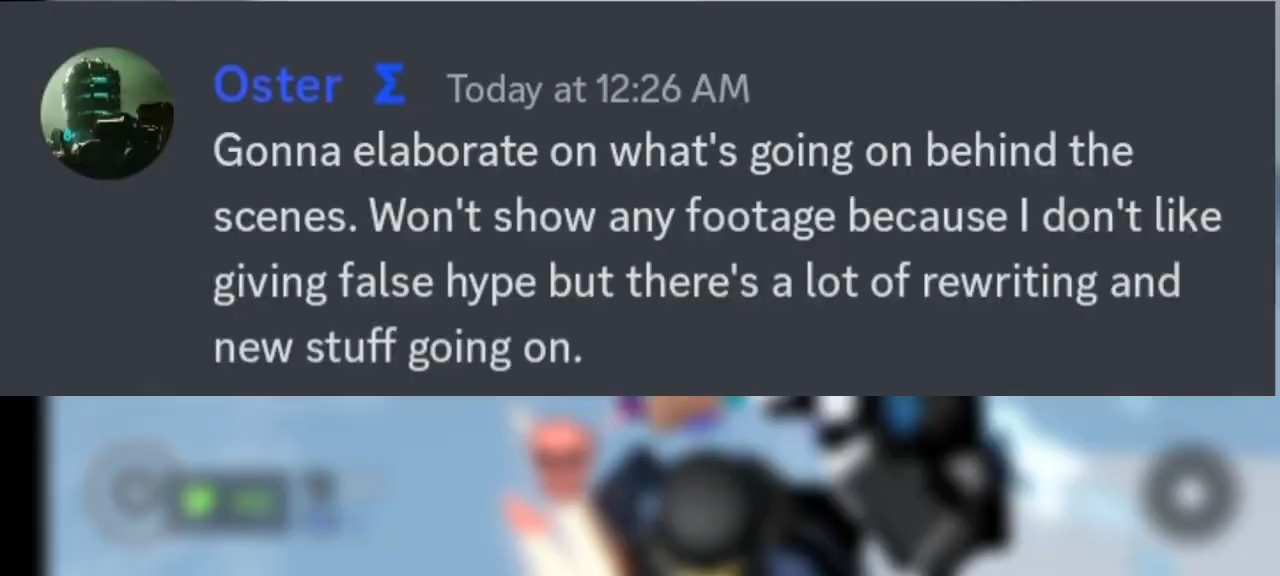 Oster Σ Today at 12:26 AM
Gonna elaborate on what's going on behind the
scenes. Won't show any footage because I don't like
giving false hype but there's a lot of rewriting and
new stuff going on.